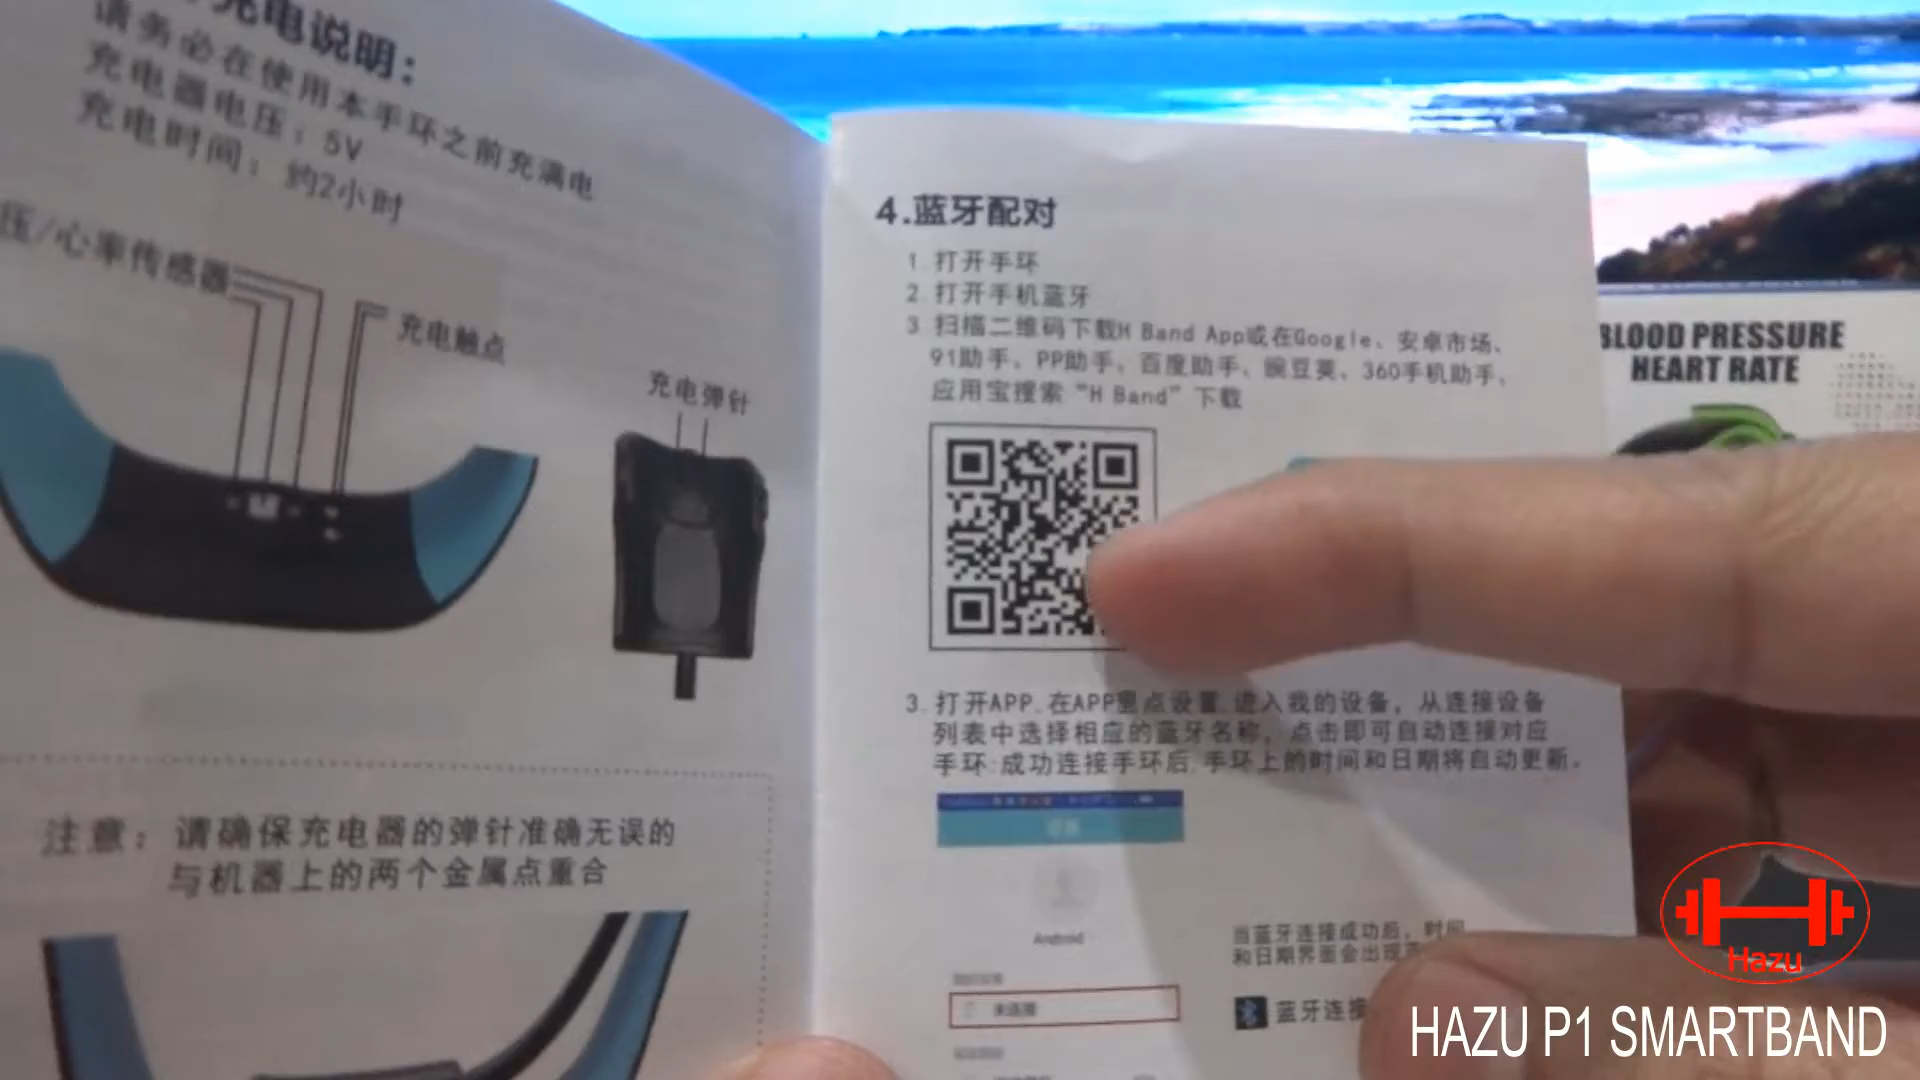 充电说明：
请务必在使用本手环之前充满电
充电器电压：5V
充电时间：约2小时
压/心率传感器
充电触点
充电弹针
注意：请确保充电器的弹针准确无误的
与机器上的两个金属点重合
4.蓝牙配对
1.打开手环
2.打开手机蓝牙
3.扫描二维码下载H Band App或在Google、安卓市场、
91助手、PP助手、百度助手、豌豆荚、360手机助手，
应用宝搜索“H Band”下载
3.打开APP,在APP里点设置,进入我的设备，从连接设备
列表中选择相应的蓝牙名称，点击即可自动连接对应
手环;成功连接手环后,手环上的时间和日期将自动更新。
Android
未连接
当蓝牙连接成功后，时间
和日期界面会出现
蓝牙连接
BLOOD PRESSURE
HEART RATE
Hazu
HAZU P1 SMARTBAND